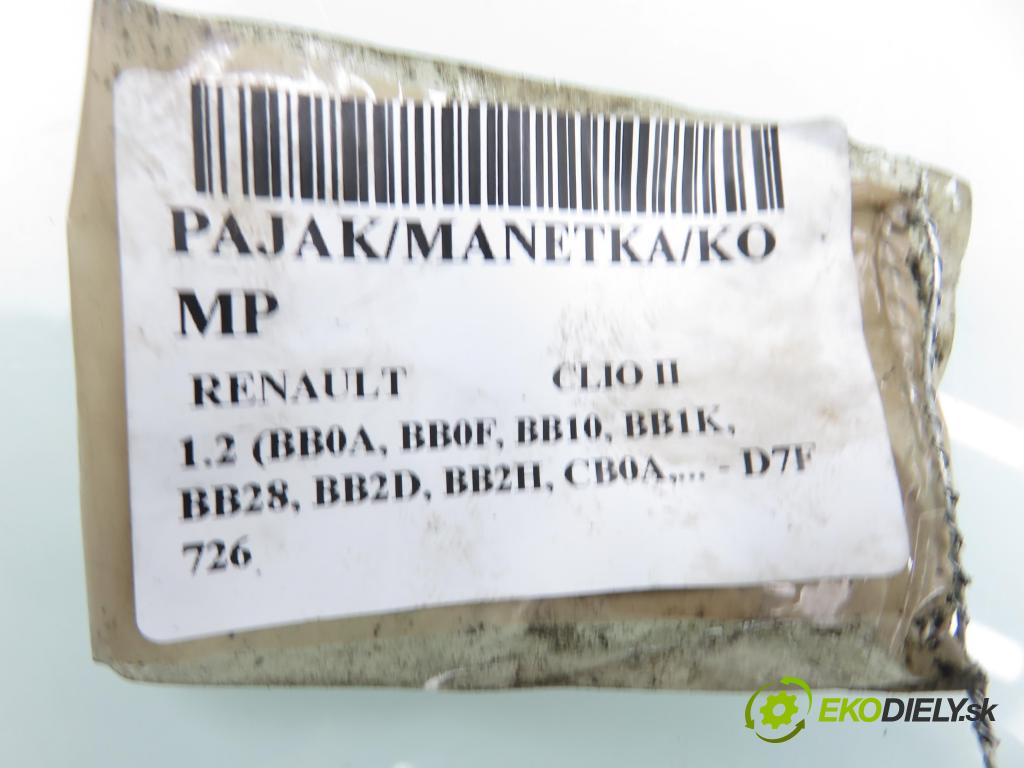 PAJAK/MANETKA/KO
MP
RENAULT CLIO II
1.2 (BB0A, BB0F, BB10, BB1K,
BB28, BB2D, BB2H, CB0A,... - D7F
726
EKODIELY.sk